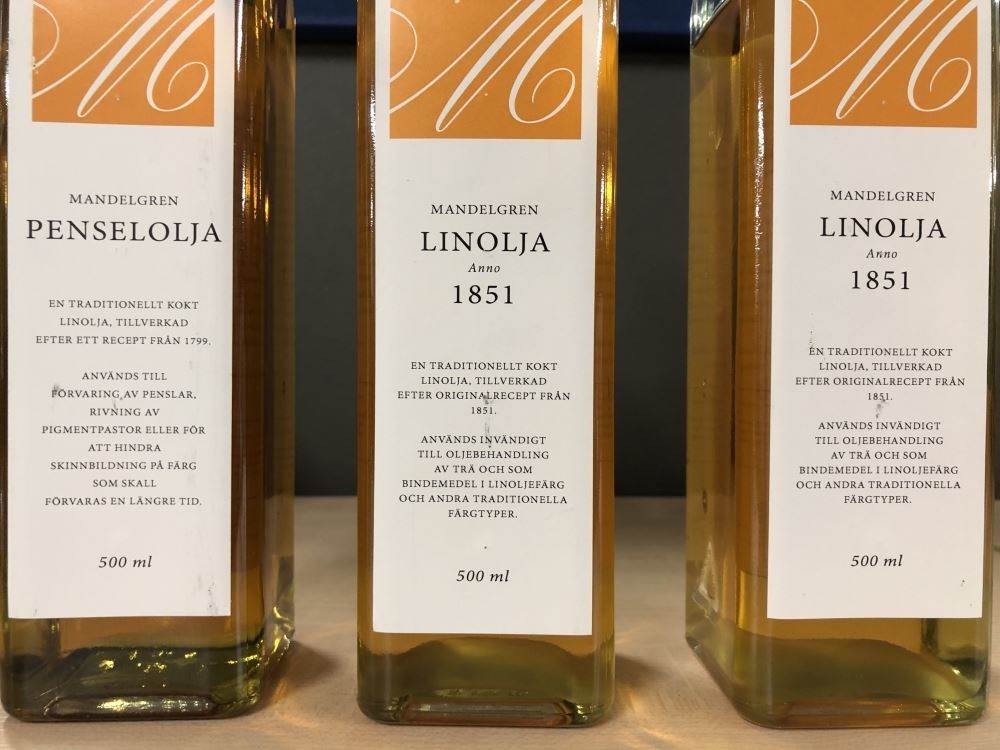 MANDELGREN
PENSELOLJA
EN TRADITIONELLT KOKT
LINOLJA, TILLVERKAD
EFTER ETT RECEPT FRÅN 1799.
ANVÄNDS TILL
FÖRVARING AV PENSLAR,
RIVNING AV
PIGMENTPASTOR ELLER FÖR
ATT HINDRA
SKINNBILDNING PÅ FÄRG
SOM SKALL
FÖRVARAS EN LÄNGRE TID.
500 ml
MANDELGREN
LINOLJA
Anno
1851
EN TRADITIONELLT KOKT
LINOLJA, TILLVERKAD
EFTER ORIGINALRECEPT FRÅN
1851.
ANVÄNDS INVÄNDIGT
TILL OLJEBEHANDLING
AV TRÄ OCH SOM
BINDEMEDEL I LINOLJEFÄRG
OCH ANDRA TRADITIONELLA
FÄRGTYPER.
500 ml
MANDELGREN
LINOLJA
Anno
1851
EN TRADITIONELLT KOKT
LINOLJA, TILLVERKAD
EFTER ORIGINALRECEPT FRÅN
1851.
ANVÄNDS INVÄNDIGT
TILL OLJEBEHANDLING
AV TRÄ OCH SOM
BINDEMEDEL I LINOLJEFÄRG
OCH ANDRA TRADITIONELLA
FÄRGTYPER.
500 ml